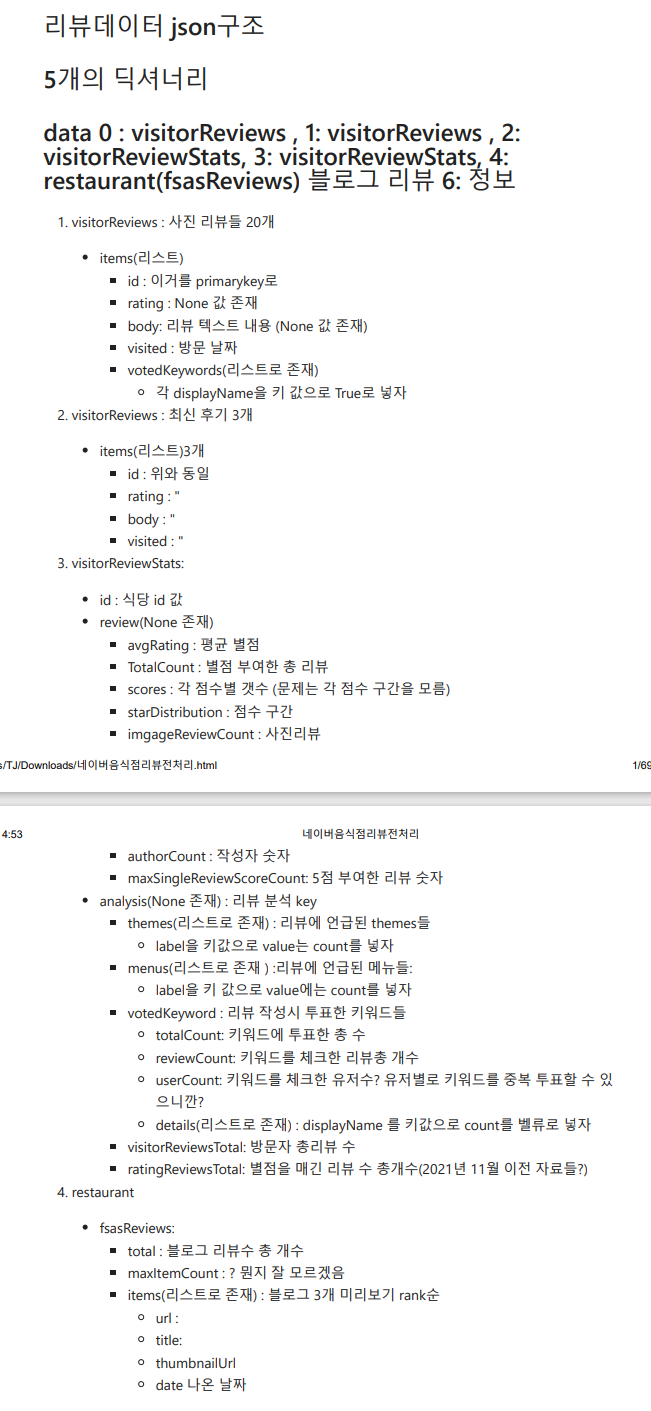 리뷰데이터 json구조
5개의 딕셔너리
data 0 : visitorReviews , 1: visitorReviews , 2:
visitorReviewStats, 3: visitorReviewStats, 4:
restaurant(fsasReviews) 블로그 리뷰 6: 정보
1. visitorReviews : 사진 리뷰들 20개
• items(리스트)
▪ id : 이거를 primarykey로
▪ rating : None 값 존재
▪ body: 리뷰 텍스트 내용 (None 값 존재)
▪ visited : 방문 날짜
▪ votedKeywords(리스트로 존재)
◦ 각 displayName을 키 값으로 True로 넣자
2. visitorReviews : 최신 후기 3개
• items(리스트)3개
▪ id : 위와 동일
▪ rating : "
▪ body : "
▪ visited : "
3. visitorReviewStats:
• id : 식당 id 값
• review(None 존재)
▪ avgRating : 평균 별점
▪ TotalCount : 별점 부여한 총 리뷰
▪ scores : 각 점수별 갯수 (문제는 각 점수 구간을 모름)
▪ starDistribution : 점수 구간
▪ imgageReviewCount : 사진리뷰
s/TJ/Downloads/네이버음식점리뷰전처리.html 1/69
4:53 네이버음식점리뷰전처리
▪ authorCount : 작성자 숫자
▪ maxSingleReviewScoreCount: 5점 부여한 리뷰 숫자
• analysis(None 존재) : 리뷰 분석 key
▪ themes(리스트로 존재) : 리뷰에 언급된 themes들
◦ label을 키값으로 value는 count를 넣자
▪ menus(리스트로 존재 ) :리뷰에 언급된 메뉴들:
◦ label을 키 값으로 value에는 count를 넣자
▪ votedKeyword : 리뷰 작성시 투표한 키워드들
◦ totalCount: 키워드에 투표한 총 수
◦ reviewCount: 키워드를 체크한 리뷰총 개수
◦ userCount: 키워드를 체크한 유저수? 유저별로 키워드를 중복 투표할 수 있
으니깐?
◦ details(리스트로 존재) : displayName 를 키값으로 count를 벨류로 넣자
▪ visitorReviewsTotal: 방문자 총리뷰 수
▪ ratingReviewsTotal: 별점을 매긴 리뷰 수 총개수(2021년 11월 이전 자료들?)
4. restaurant
• fsasReviews:
▪ total : 블로그 리뷰수 총 개수
▪ maxItemCount : ? 뭔지 잘 모르겠음
▪ items(리스트로 존재) : 블로그 3개 미리보기 rank순
◦ url :
◦ title:
◦ thumbnailUrl
◦ date 나온 날짜